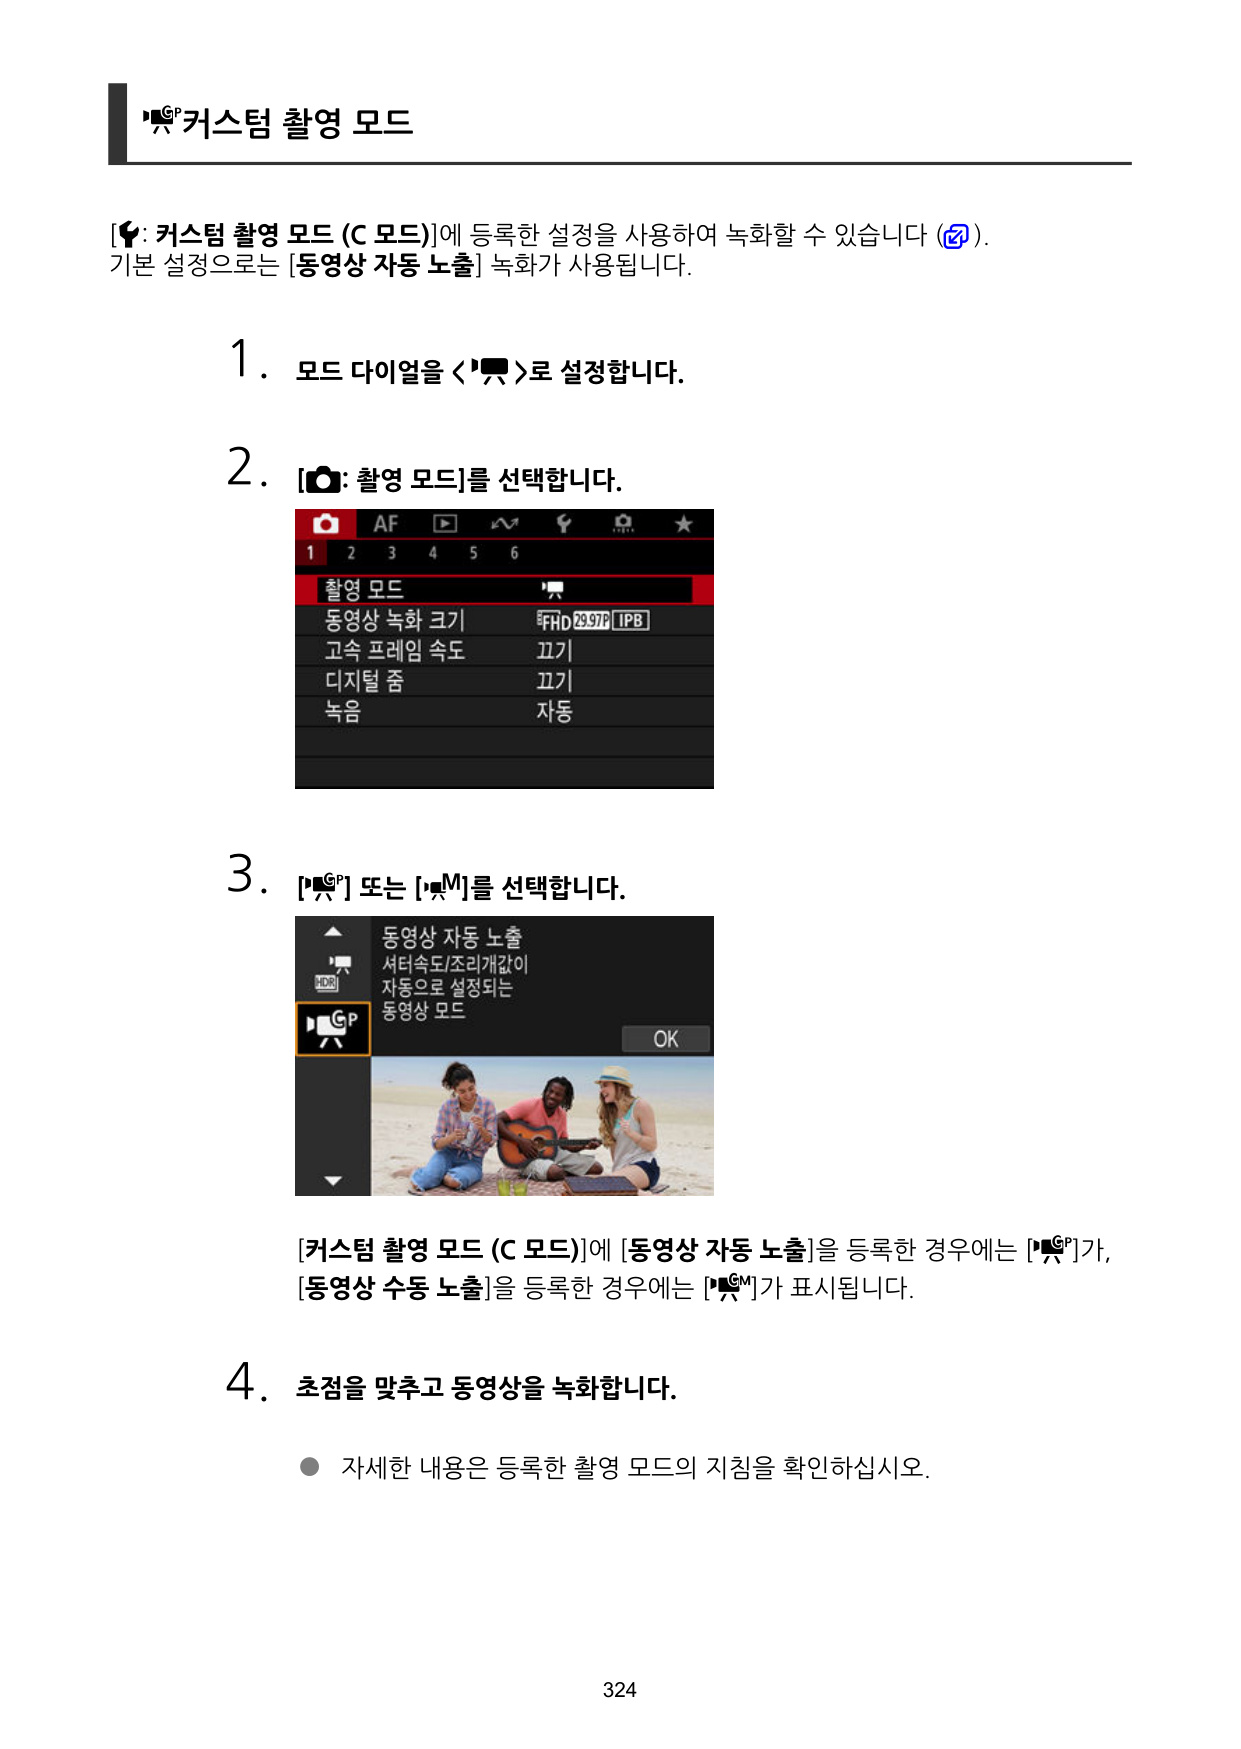 커스텀 촬영 모드
[: 커스텀 촬영 모드 (C 모드)]에 등록한 설정을 사용하여 녹화할 수 있습니다 ( ).
기본 설정으로는 [동영상 자동 노출] 녹화가 사용됩니다.
1. 모드 다이얼을 < >로 설정합니다.
2. [: 촬영 모드]를 선택합니다.
AF
1 2 3 4 5 6
촬영 모드
동영상 녹화 크기 EFHD 29.97P IPB
고속 프레임 속도 끄기
디지털 줌 끄기
녹음 자동
3. [CP] 또는 [M]를 선택합니다.
동영상 자동 노출
셔터속도/조리개값이
HDR 자동으로 설정되는
CP 동영상 모드
OK
[커스텀 촬영 모드 (C 모드)]에 [동영상 자동 노출]을 등록한 경우에는 [CP]가,
[동영상 수동 노출]을 등록한 경우에는 [CM]가 표시됩니다.
4. 초점을 맞추고 동영상을 녹화합니다.
● 자세한 내용은 등록한 촬영 모드의 지침을 확인하십시오.
324